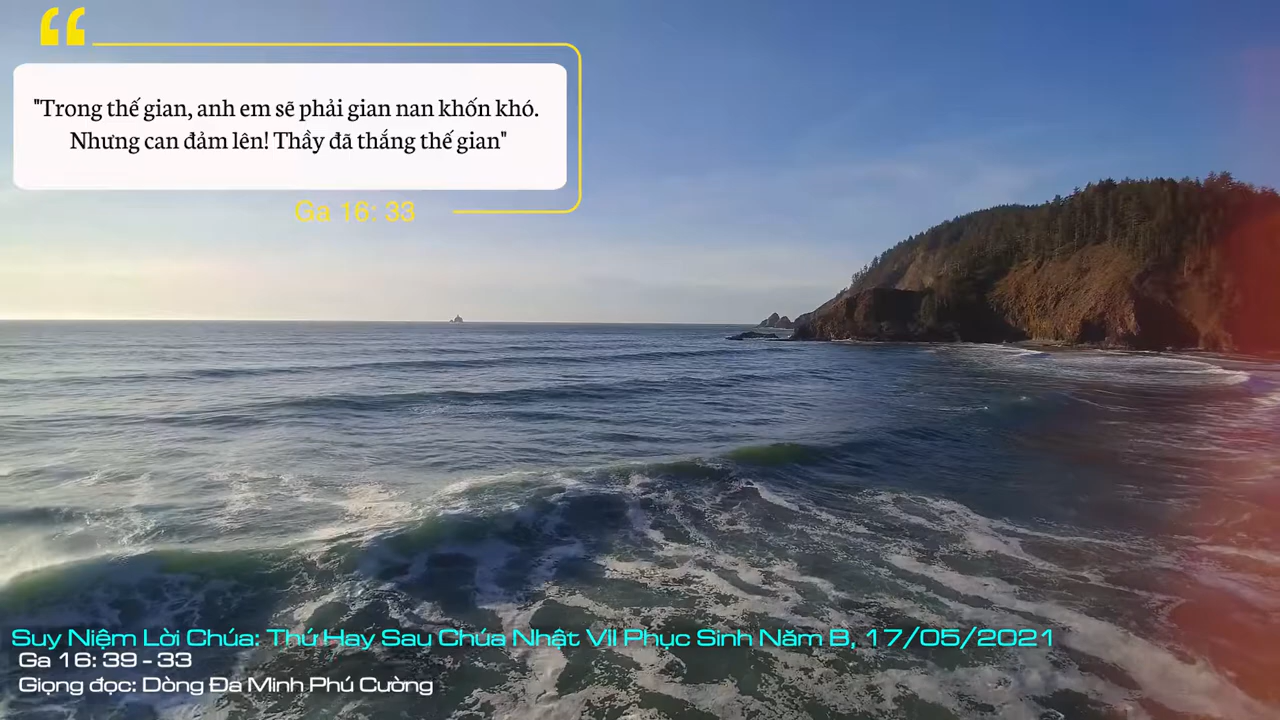 "Trong thế gian, anh em sẽ phải gian nan khốn khó.
Nhưng can đảm lên! Thầy đã thắng thế gian"
Ga 16: 33
Suy Niệm Lời Chúa: Thứ Hay Sau Chúa Nhật VII Phục Sinh Năm B, 17/05/2021
Ga 16: 39 - 33
Giọng đọc: Dòng Đa Minh Phú Cường